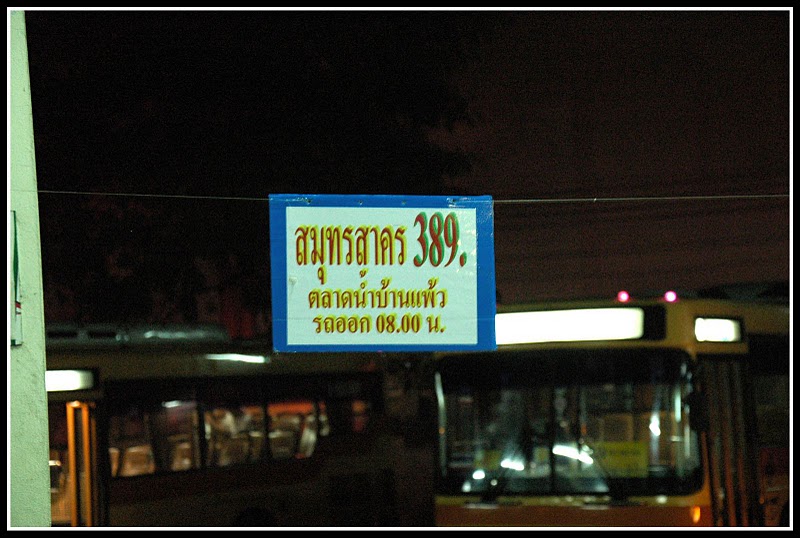 สมุทรสาคร 389.
ตลาดน้ำบ้านแพ้ว
รถออก 08.00 น.